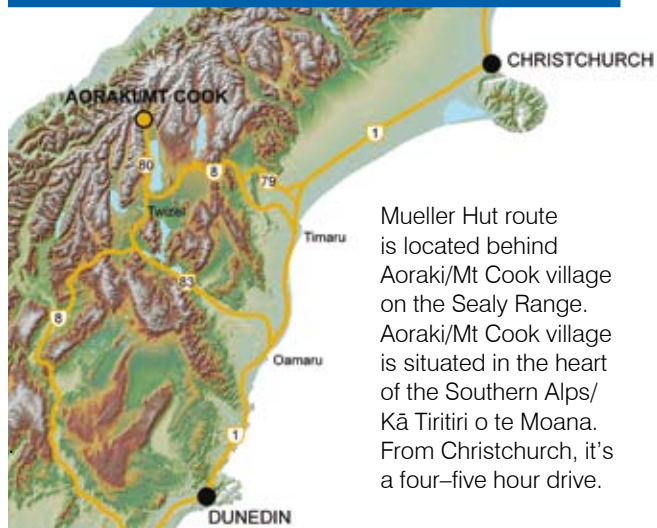 CHRISTCHURCH
AORAKI/MT COOK
1
80
8
79
Twizel
Timaru
83
8
Oamaru
1
DUNEDIN
Mueller Hut route
is located behind
Aoraki/Mt Cook village
on the Sealy Range.
Aoraki/Mt Cook village
is situated in the heart
of the Southern Alps/
Kā Tiritiri o te Moana.
From Christchurch, it’s
a four–five hour drive.